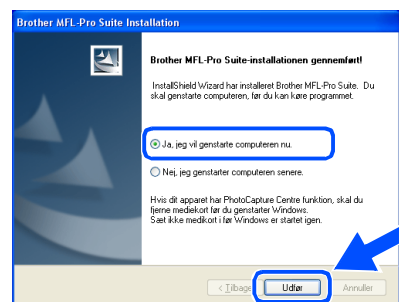 Brother MFL-Pro Suite Installation
Brother MFL-Pro Suite-installationen gennemført!
InstallShield Wizard har installeret Brother MFL-Pro Suite. Du
skal genstarte computeren, før du kan køre programmet.
Ja, jeg vil genstarte computeren nu.
Nej, jeg genstarter computeren senere.
Hvis dit apparat har PhotoCapture Centre funktion, skal du
fjerne mediekort før du genstarter Windows.
Sæt ikke medikort i før Windows er startet igen.
< Tilbage Udfør Annuller